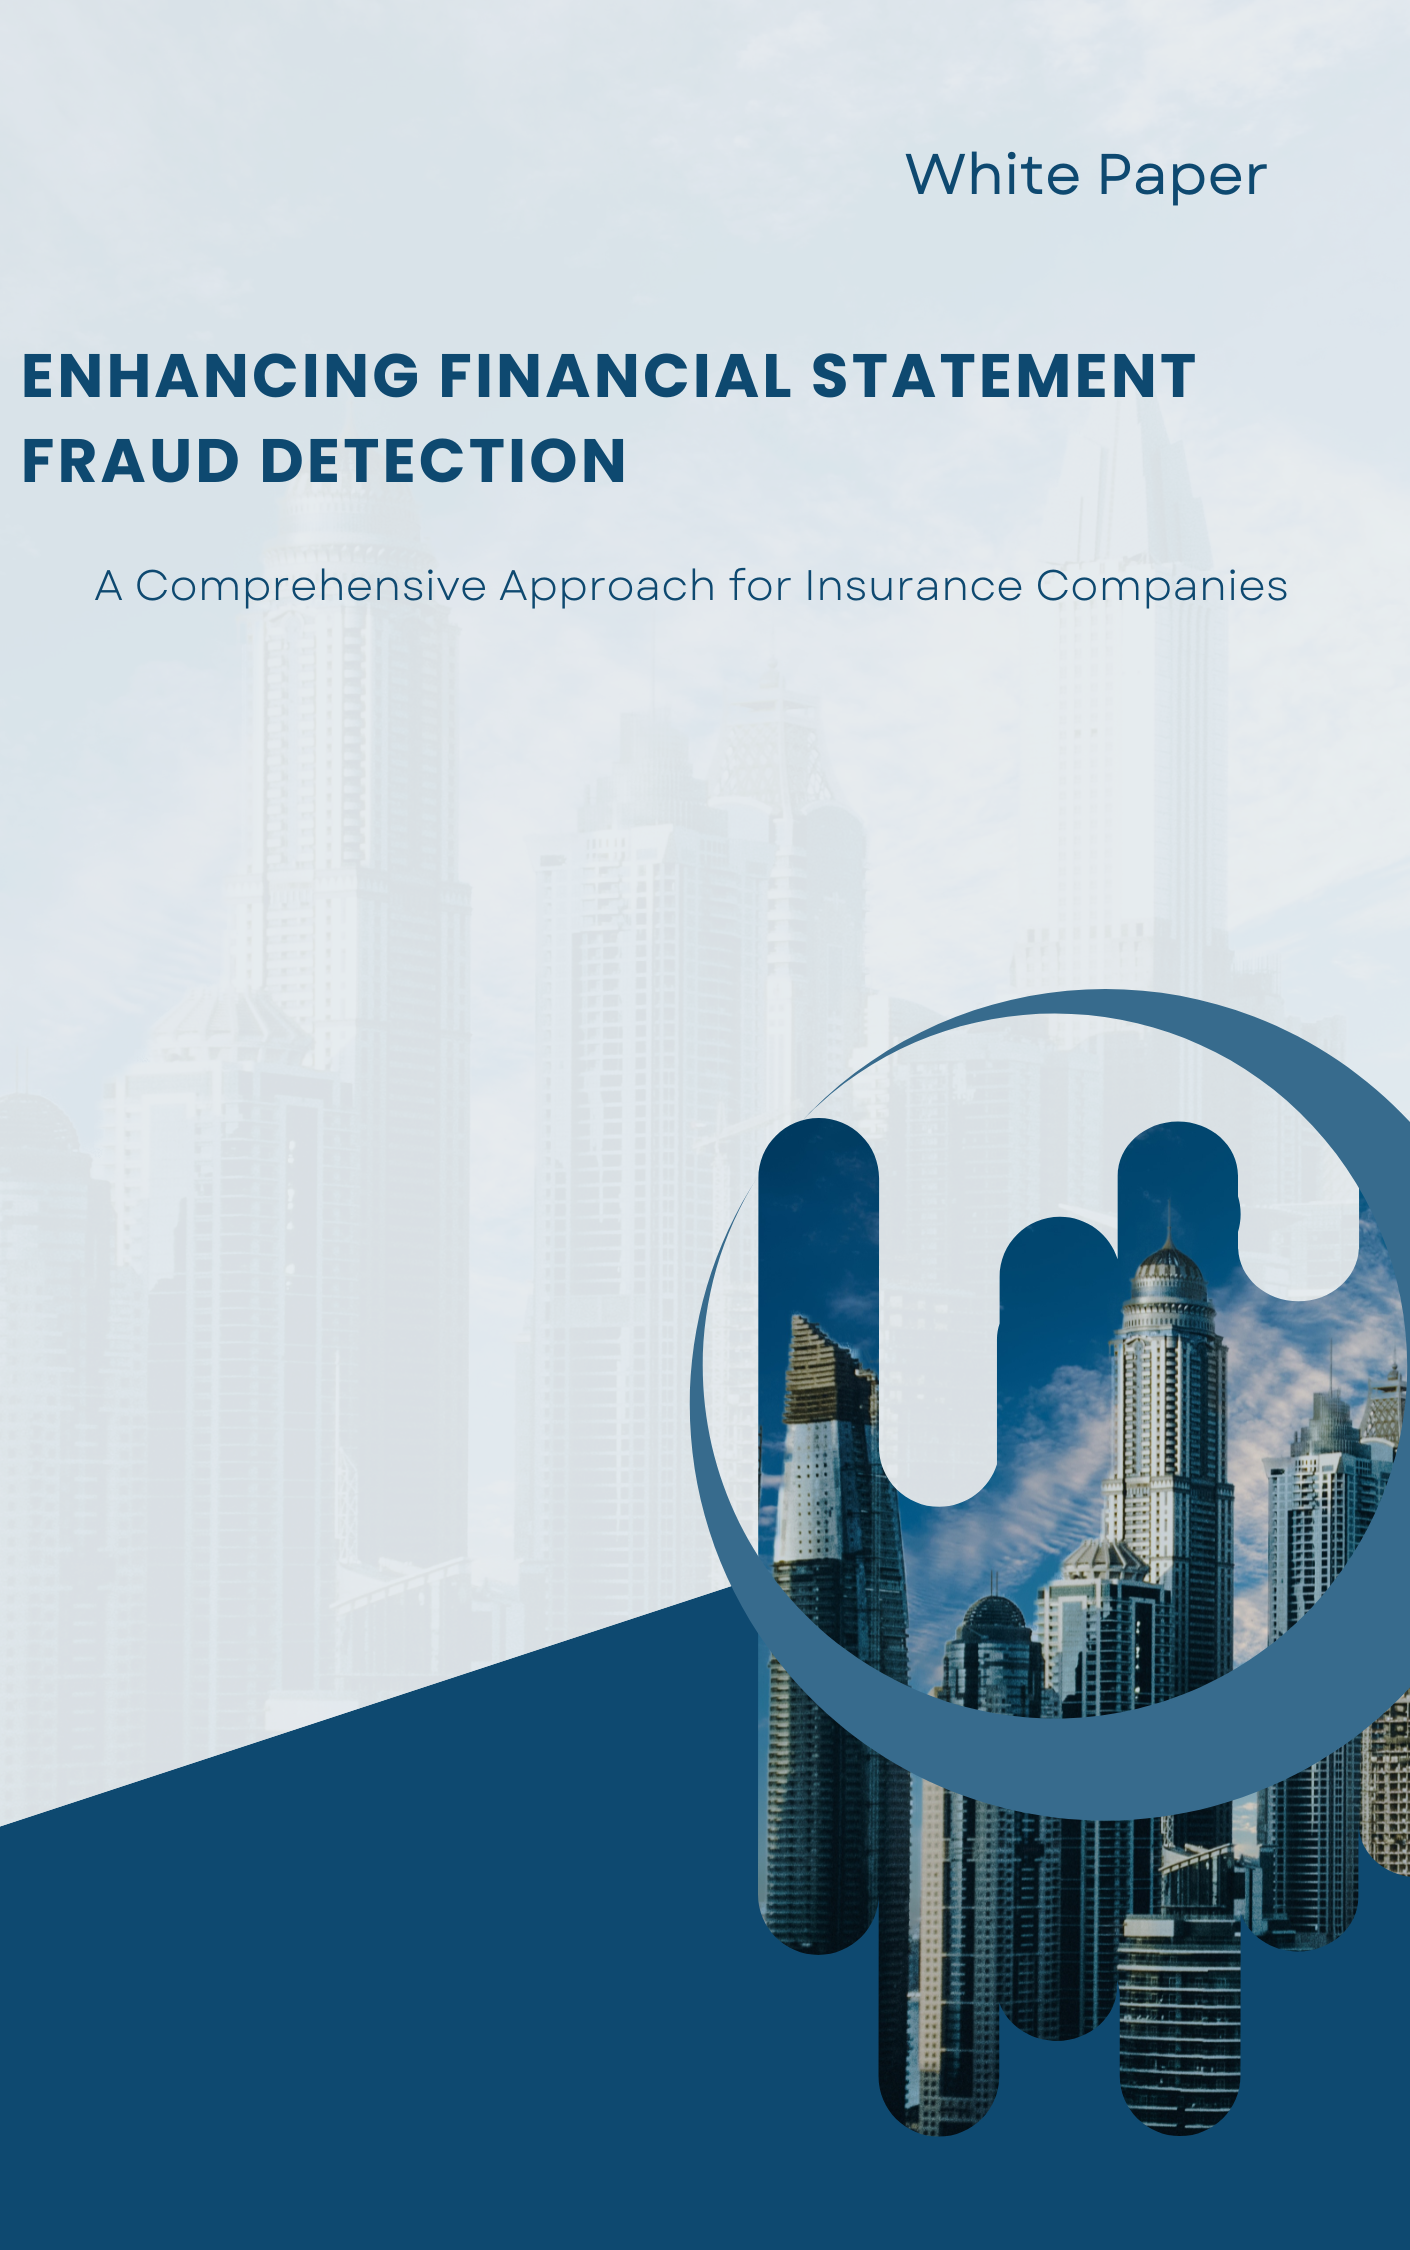 White Paper
ENHANCING FINANCIAL STATEMENT
FRAUD DETECTION
A Comprehensive Approach for Insurance Companies